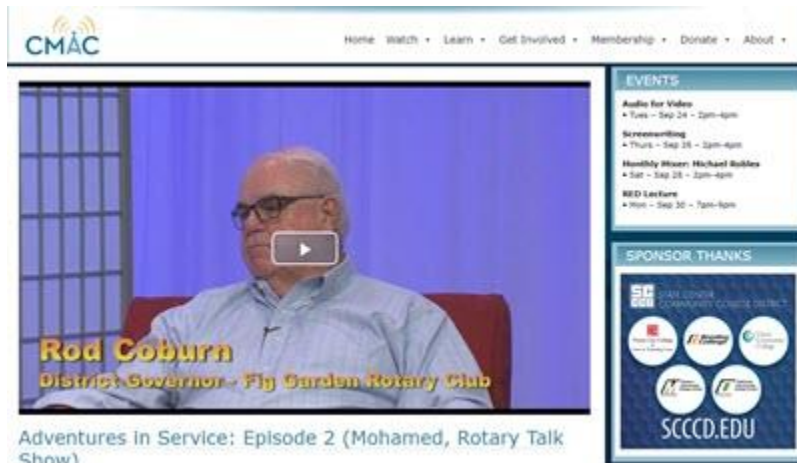 CMAC
Home Watch Learn Get Involved Membership Donate About
Rod Coburn
District Governor - Fig Garden Rotary Club
Adventures in Service: Episode 2 (Mohamed, Rotary Talk
Show)
EVENTS
Audio for Video
• Tues - Sep 24 - 2pm-4pm
Screenwriting
• Thurs - Sep 26 - 2pm-4pm
Monthly Mixer: Michael Robles
• Sat - Sep 28 - 2pm-4pm
RED Lecture
• Mon - Sep 30 - 7pm-9pm
SPONSOR THANKS
STATE CENTER
COMMUNITY COLLEGE DISTRICT
SCCCD.EDU